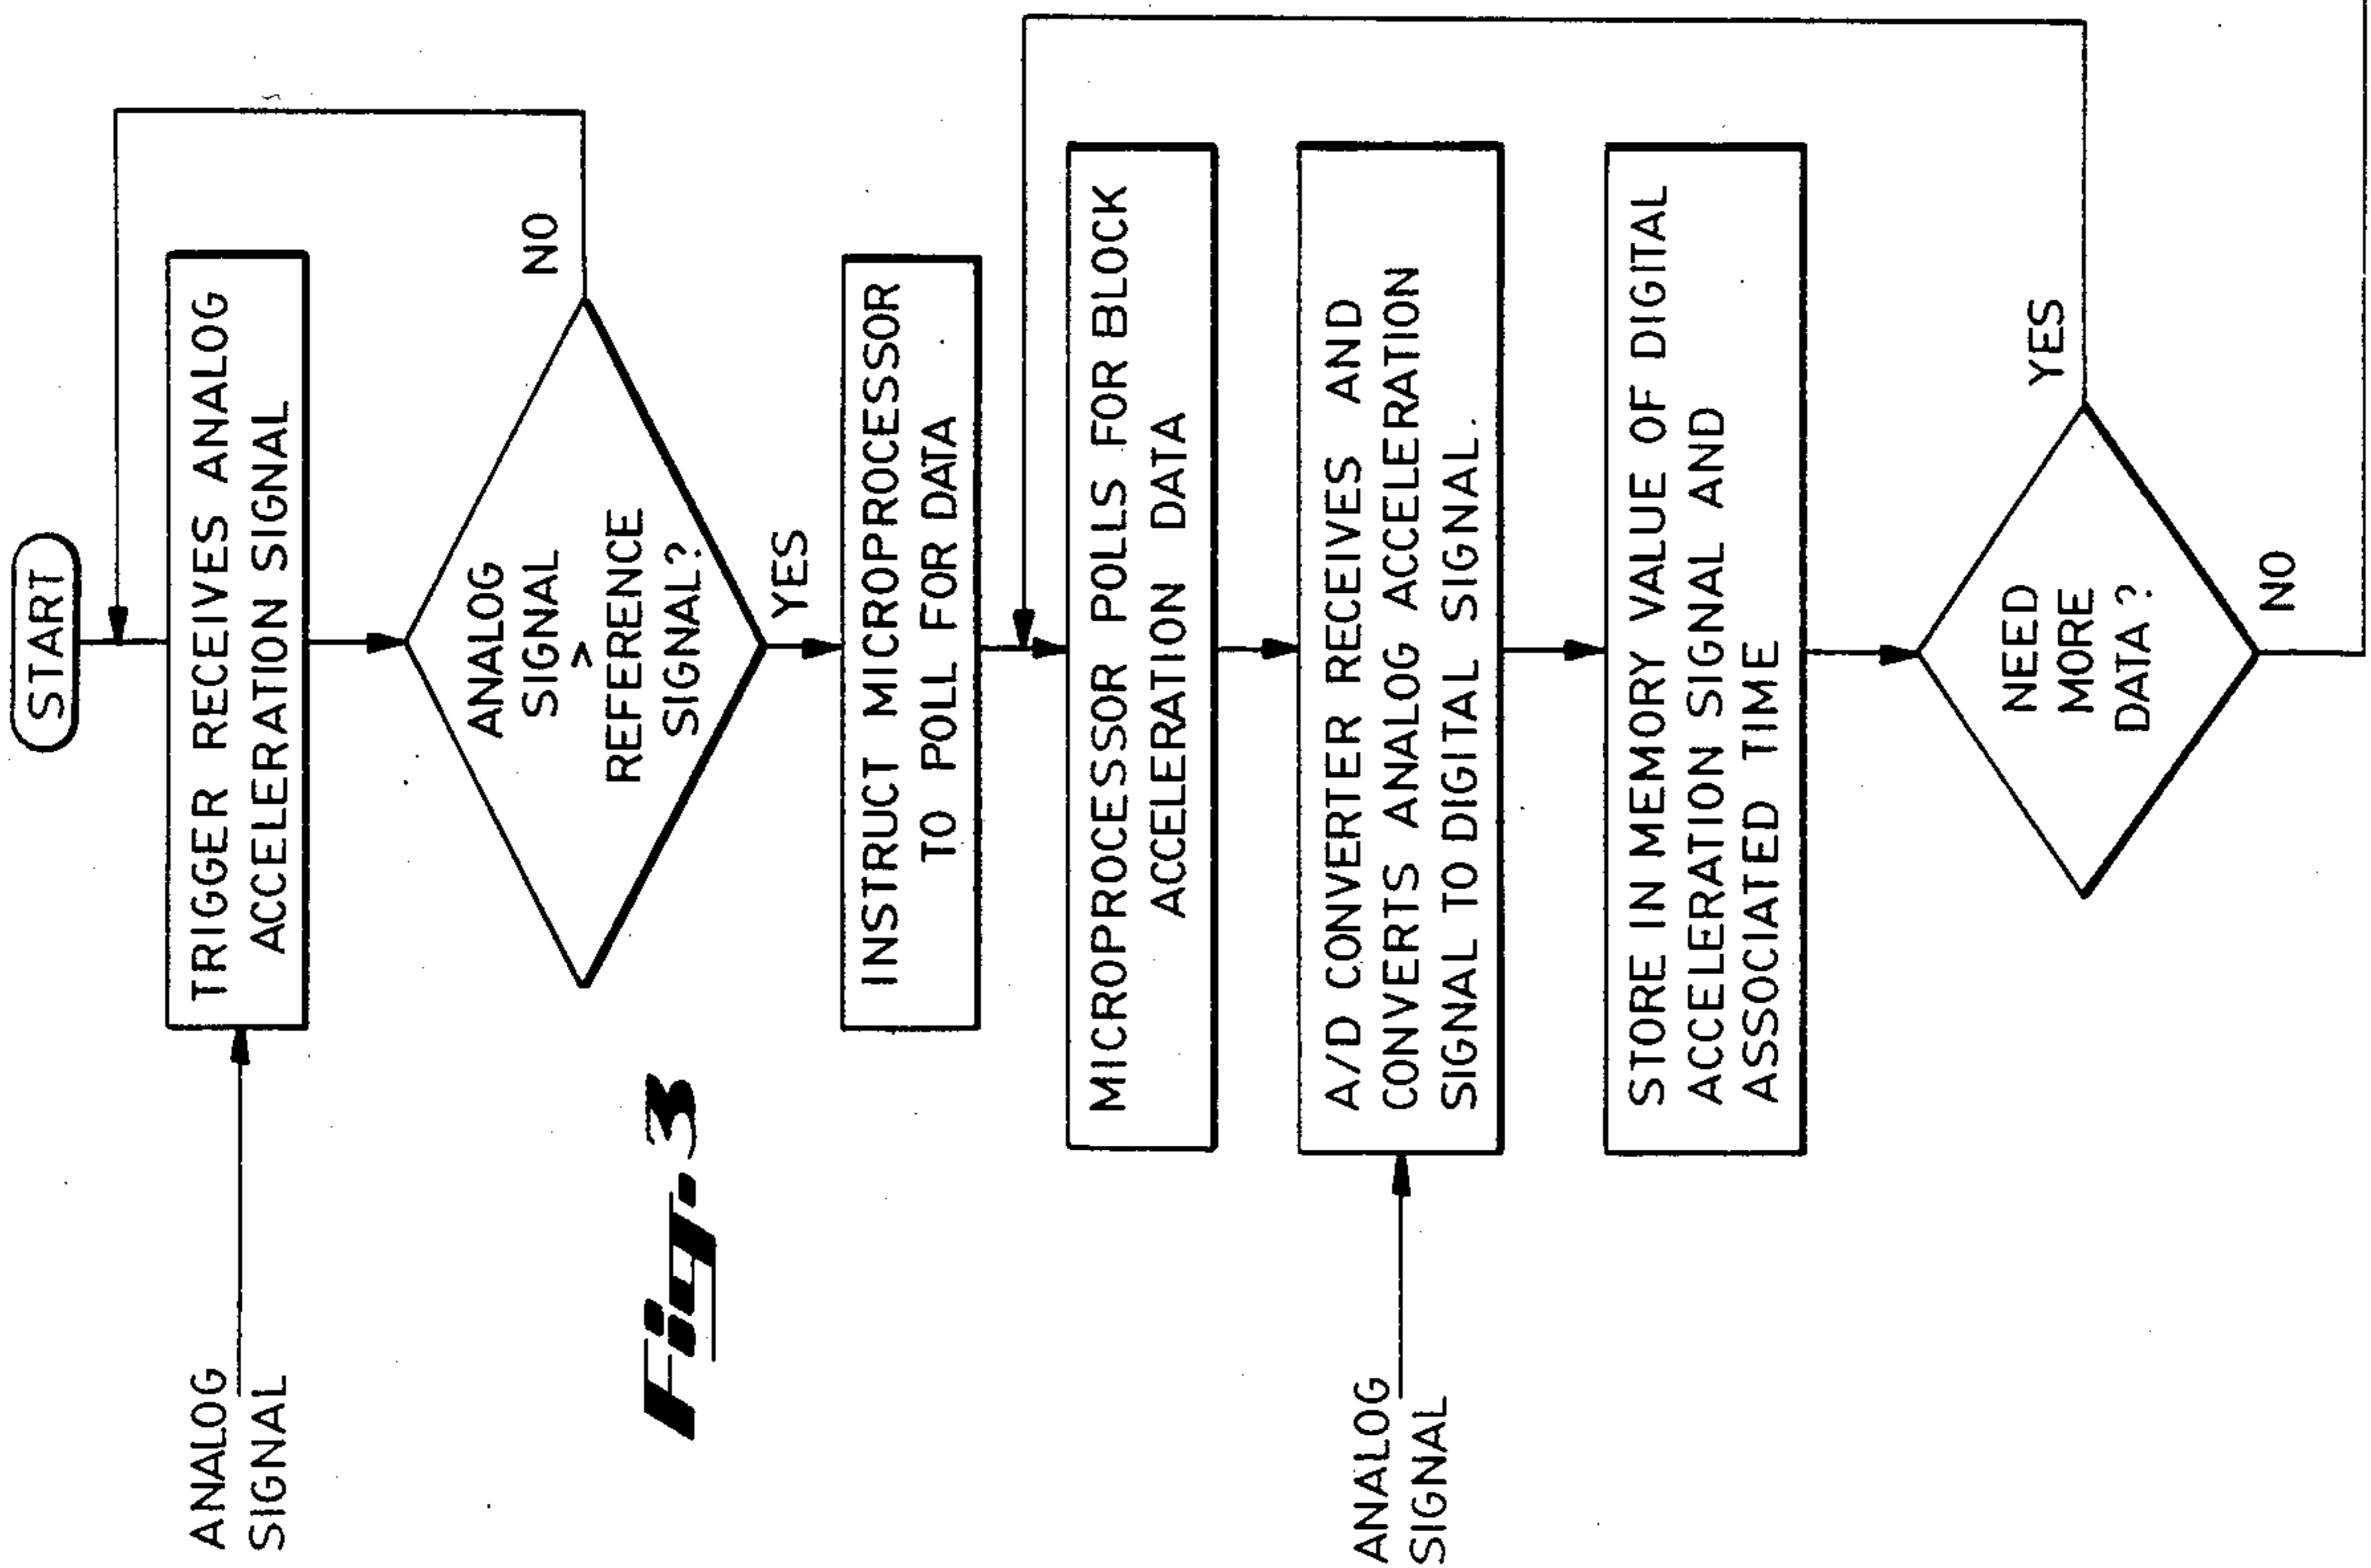 START
ANALOG
SIGNAL
TRIGGER RECEIVES ANALOG
ACCELERATION SIGNAL
NO
ANALOG
SIGNAL
>
REFERENCE
SIGNAL?
YES
Fig. 3
INSTRUCT MICROPROCESSOR
TO POLL FOR DATA
MICROPROCESSOR POLLS FOR BLOCK
ACCELERATION DATA
ANALOG
SIGNAL
A/D CONVERTER RECEIVES AND
CONVERTS ANALOG ACCELERATION
SIGNAL TO DIGITAL SIGNAL.
STORE IN MEMORY VALUE OF DIGITAL
ACCELERATION SIGNAL AND
ASSOCIATED TIME
YES
NEED
MORE
DATA?
NO